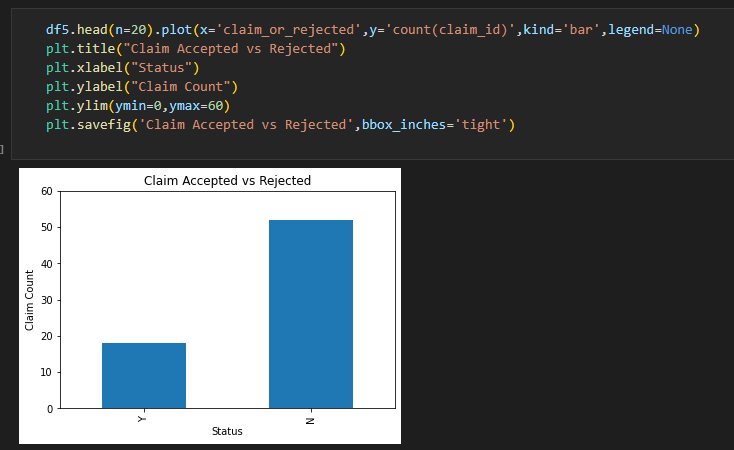 df5.head(n=20).plot(x='claim_or_rejected',y='count(claim_id)',kind='bar',legend=None)
plt.title("Claim Accepted vs Rejected")
plt.xlabel("Status")
plt.ylabel("Claim Count")
plt.ylim(ymin=0,ymax=60)
plt.savefig('Claim Accepted vs Rejected',bbox_inches='tight')
]
Claim Accepted vs Rejected
60
50
40
30
20
10
0
Claim Count
Y
N
Status